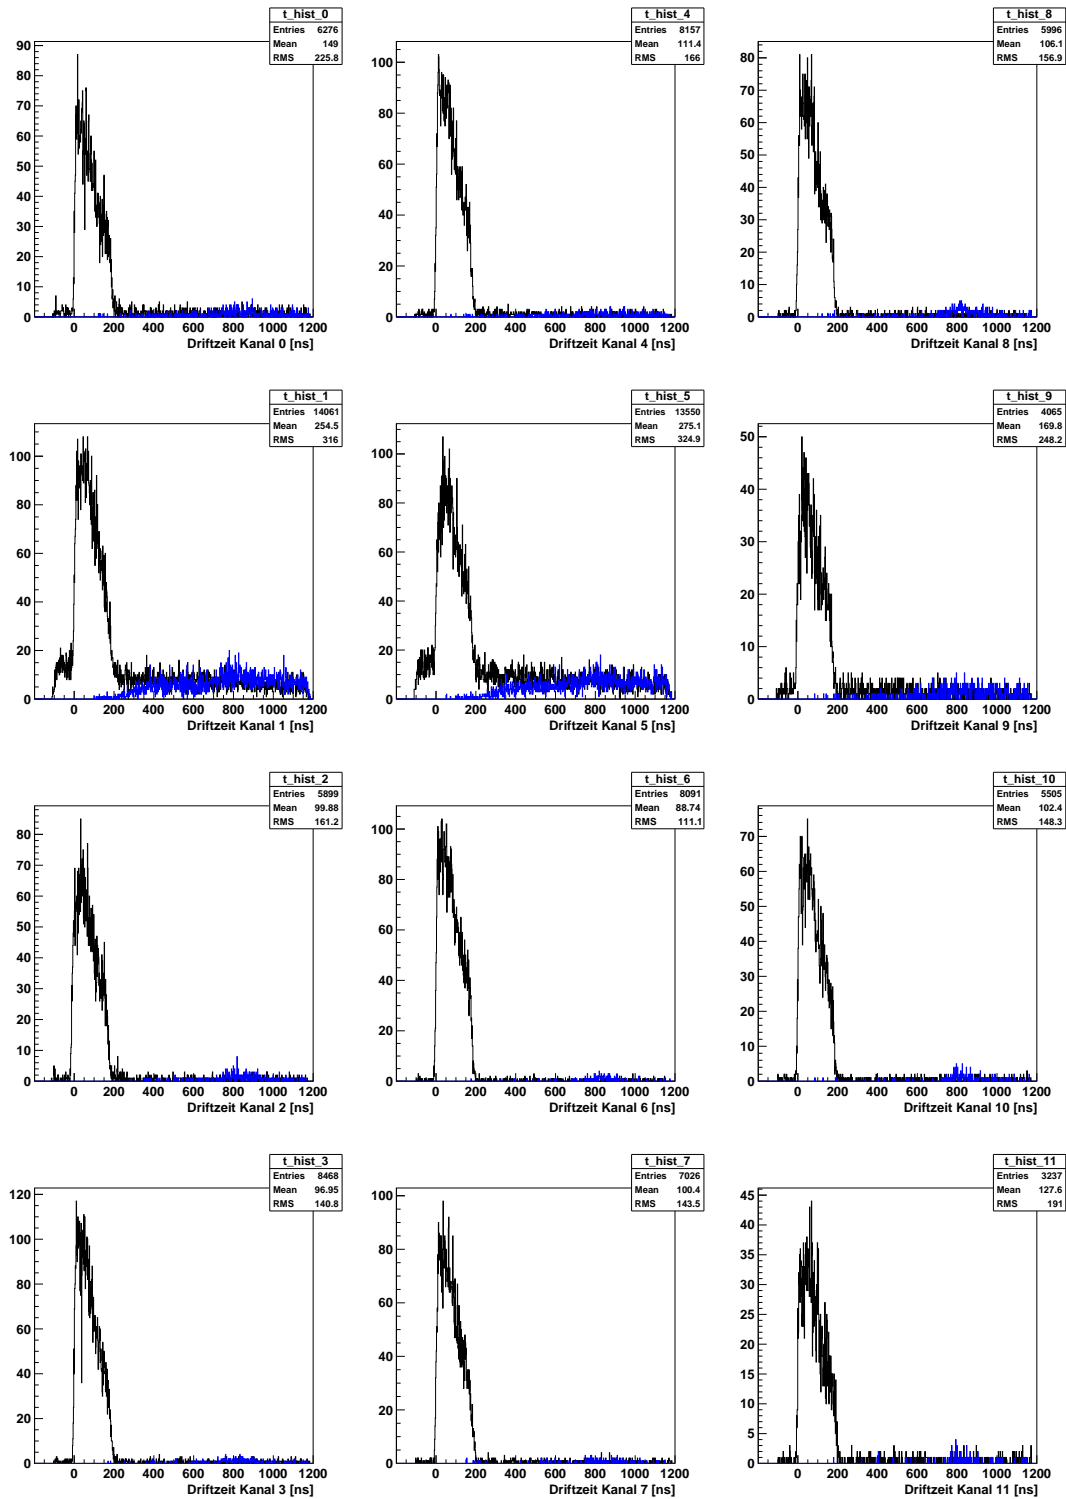 t_hist_0
Entries 6276
Mean 149
RMS 225.8
90
80
70
60
50
40
30
20
10
0
0 200 400 600 800 1000 1200
Driftzeit Kanal 0 [ns]
t_hist_4
Entries 8157
Mean 111.4
RMS 166
100
80
60
40
20
0
0 200 400 600 800 1000 1200
Driftzeit Kanal 4 [ns]
t_hist_8
Entries 5996
Mean 106.1
RMS 156.9
80
70
60
50
40
30
20
10
0
0 200 400 600 800 1000 1200
Driftzeit Kanal 8 [ns]
t_hist_1
Entries 14061
Mean 254.5
RMS 316
100
80
60
40
20
0
0 200 400 600 800 1000 1200
Driftzeit Kanal 1 [ns]
t_hist_5
Entries 13550
Mean 275.1
RMS 324.9
100
80
60
40
20
0
0 200 400 600 800 1000 1200
Driftzeit Kanal 5 [ns]
t_hist_9
Entries 4065
Mean 169.8
RMS 248.2
50
40
30
20
10
0
0 200 400 600 800 1000 1200
Driftzeit Kanal 9 [ns]
t_hist_2
Entries 5899
Mean 99.88
RMS 161.2
80
70
60
50
40
30
20
10
0
0 200 400 600 800 1000 1200
Driftzeit Kanal 2 [ns]
t_hist_6
Entries 8091
Mean 88.74
RMS 111.1
100
80
60
40
20
0
0 200 400 600 800 1000 1200
Driftzeit Kanal 6 [ns]
t_hist_10
Entries 5505
Mean 102.4
RMS 148.3
70
60
50
40
30
20
10
0
0 200 400 600 800 1000 1200
Driftzeit Kanal 10 [ns]
t_hist_3
Entries 8468
Mean 96.95
RMS 140.8
120
100
80
60
40
20
0
0 200 400 600 800 1000 1200
Driftzeit Kanal 3 [ns]
t_hist_7
Entries 7026
Mean 100.4
RMS 143.5
100
80
60
40
20
0
0 200 400 600 800 1000 1200
Driftzeit Kanal 7 [ns]
t_hist_11
Entries 3237
Mean 127.6
RMS 191
45
40
35
30
25
20
15
10
5
0
0 200 400 600 800 1000 1200
Driftzeit Kanal 11 [ns]